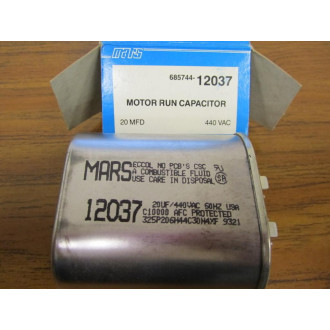 mars
685744-12037
MOTOR RUN CAPACITOR
20 MFD 440 VAC
MARS ECCOL NO PCB'S CSC
A COMBUSTIBLE FLUID
USE CARE IN DISPOSAL
12037 20UF/440VAC 60HZ USA
C10000 AFC PROTECTED
325P206H44C30N4XF 9321